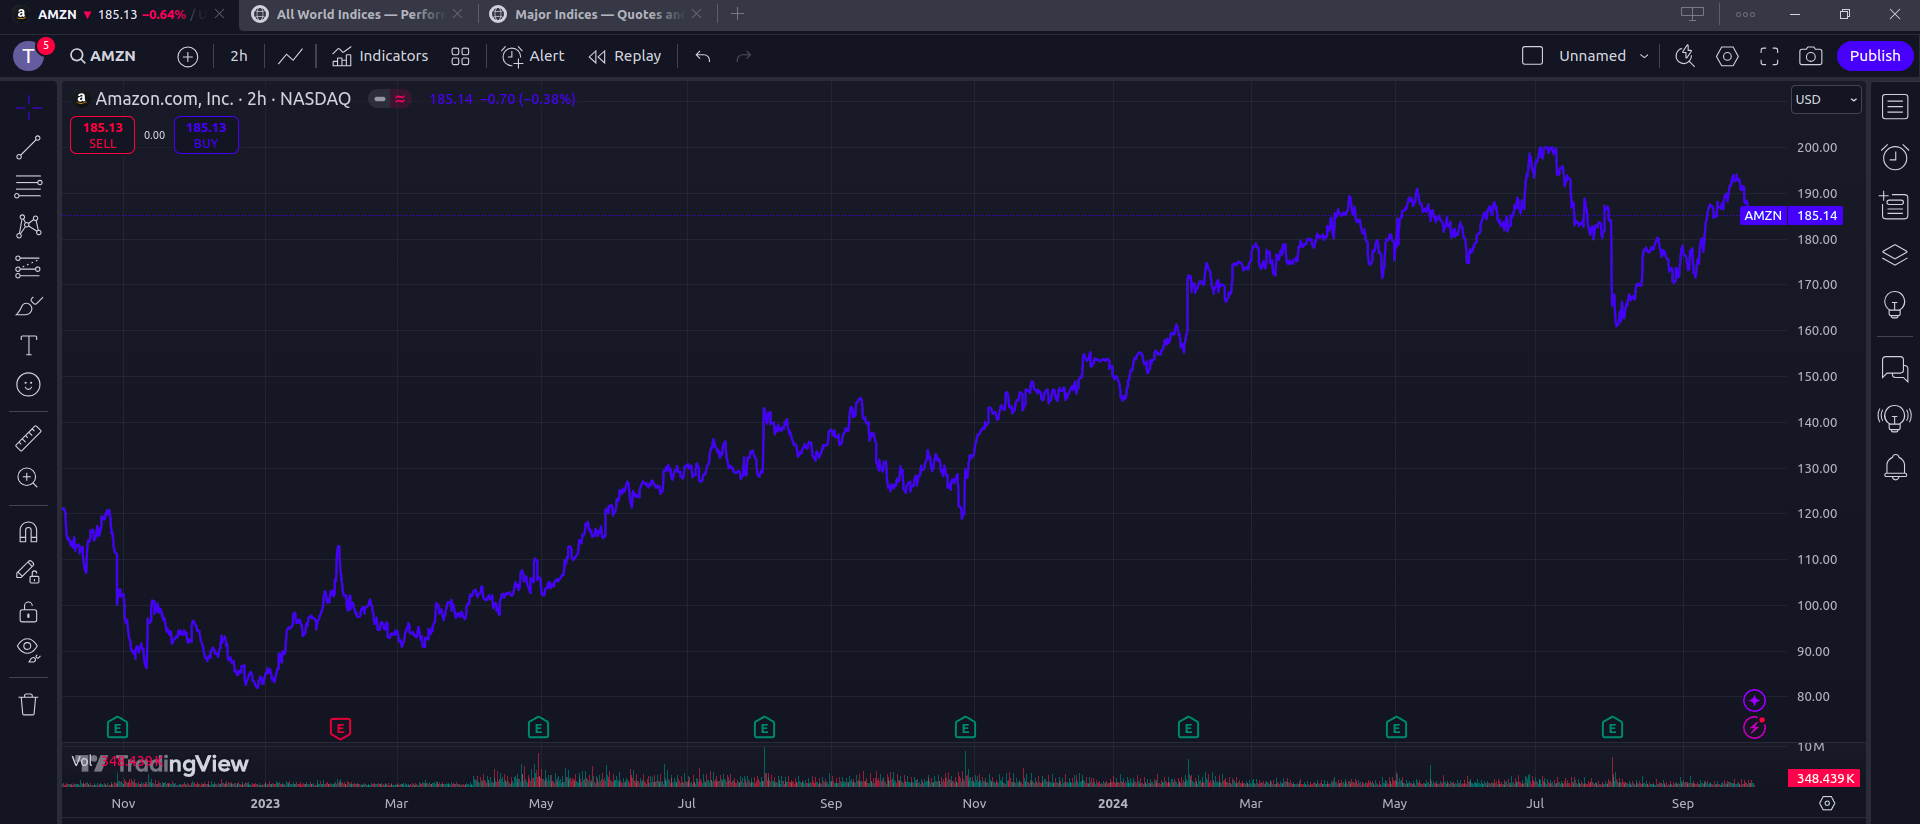 AMZN ▼ 185.13 −0.64% / U
All World Indices — Perfor
Major Indices — Quotes an
T 5
AMZN
2h
Indicators
Alert
Replay
Unnamed
Publish
Amazon.com, Inc. · 2h · NASDAQ
185.14 −0.70 (−0.38%)
USD
185.13
SELL
0.00
185.13
BUY
200.00
190.00
AMZN 185.14
180.00
170.00
160.00
150.00
140.00
130.00
120.00
110.00
100.00
90.00
80.00
E E E E E E E E
10M
Vol 348.439K
TradingView
348.439K
Nov 2023 Mar May Jul Sep Nov 2024 Mar May Jul Sep